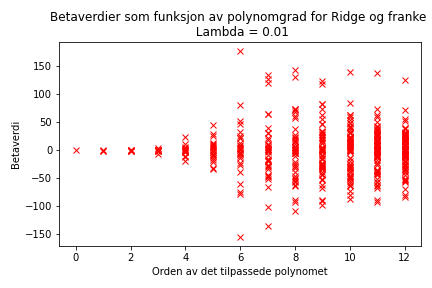 Betaverdier som funksjon av polynomgrad for Ridge og franke
Lambda = 0.01
Betaverdi
150
100
50
0
−50
−100
−150
0 2 4 6 8 10 12
Orden av det tilpassede polynomet